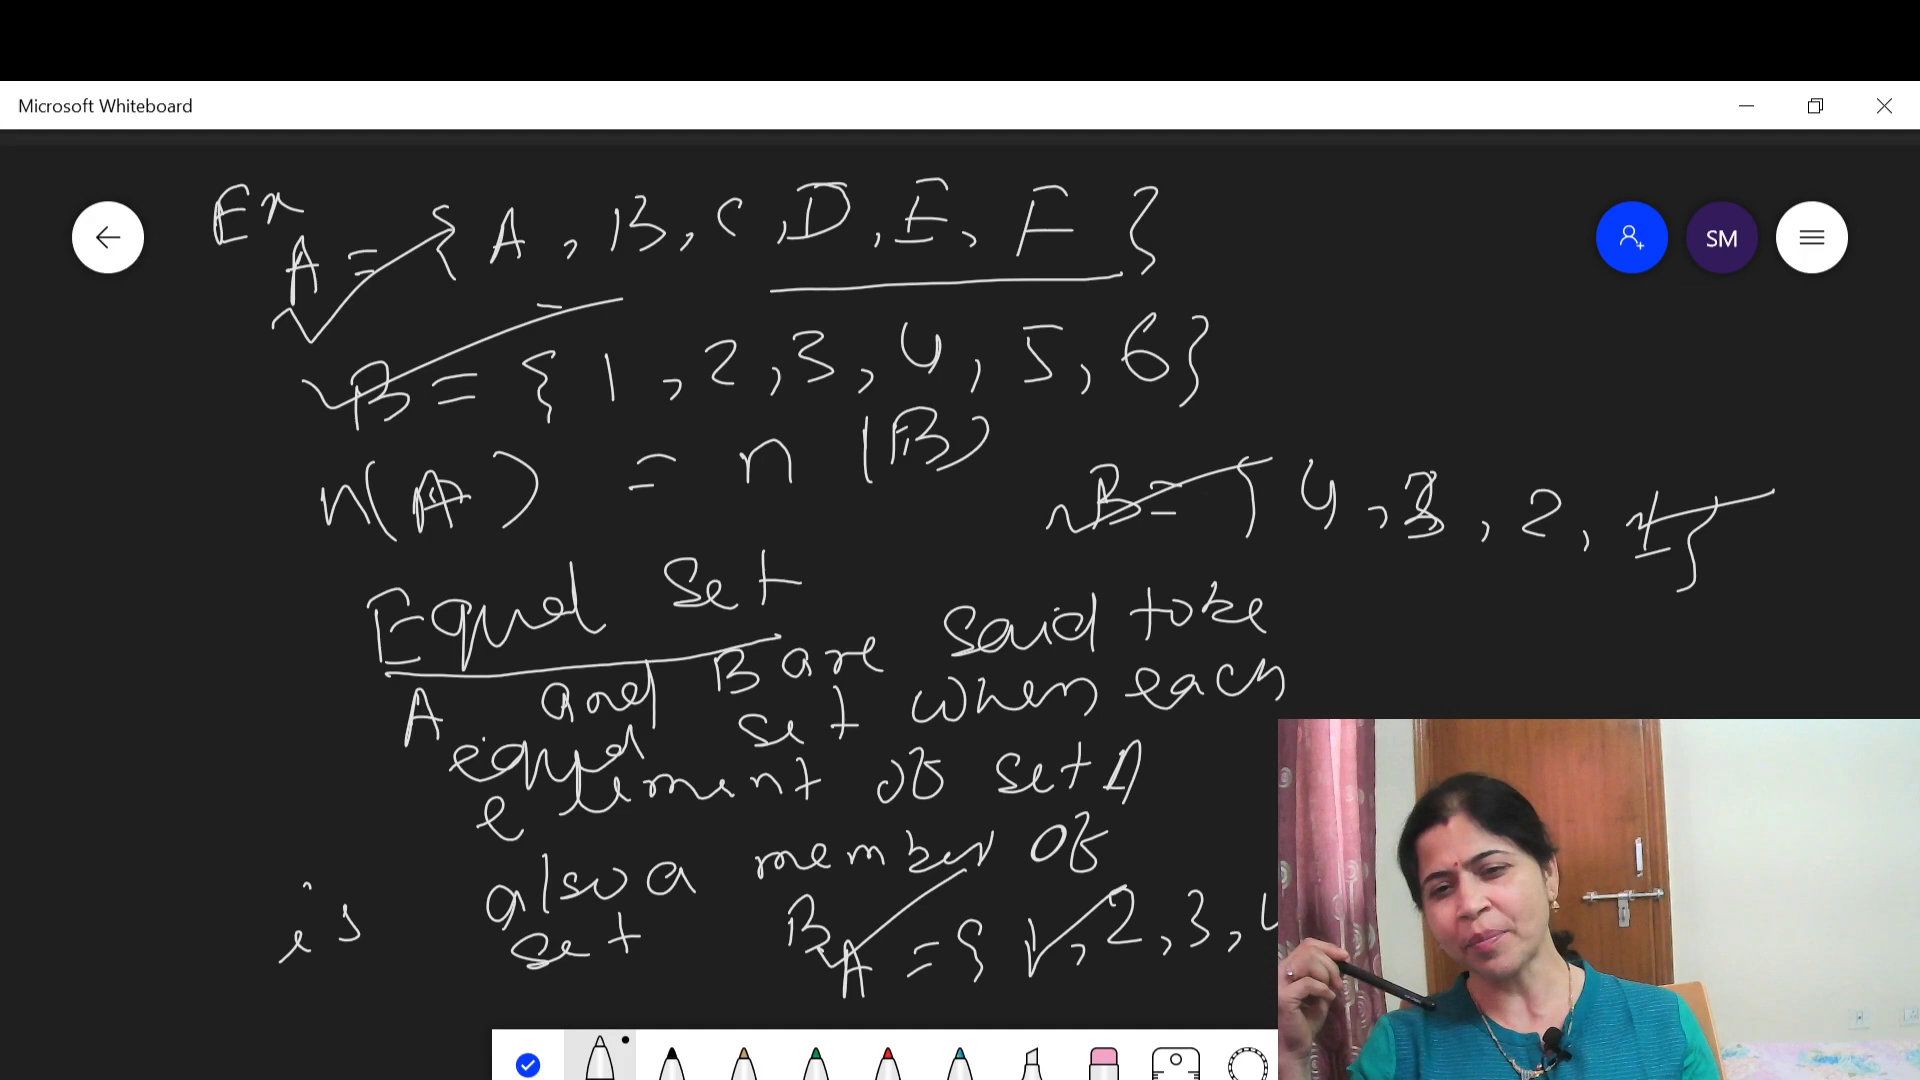 Microsoft Whiteboard
Ex
A = { A, B, C, D, E, F }
B = { 1, 2, 3, 4, 5, 6 }
n(A) = n(B)
B = { 4, 3, 2, 1 }
Equal Set
A and B are said to be
equal set when each
element of set A
is also a member of
set B
A = { 1, 2, 3, 4
SM